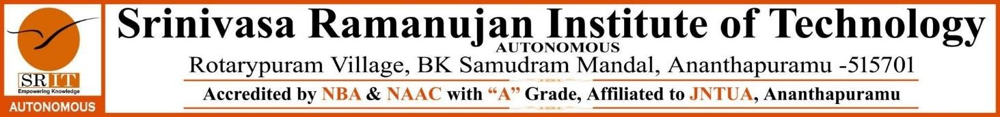 SRIT
Empowering Knowledge
AUTONOMOUS
Srinivasa Ramanujan Institute of Technology
AUTONOMOUS
Rotarypuram Village, BK Samudram Mandal, Ananthapuramu -515701
Accredited by NBA & NAAC with “A” Grade, Affiliated to JNTUA, Ananthapuramu